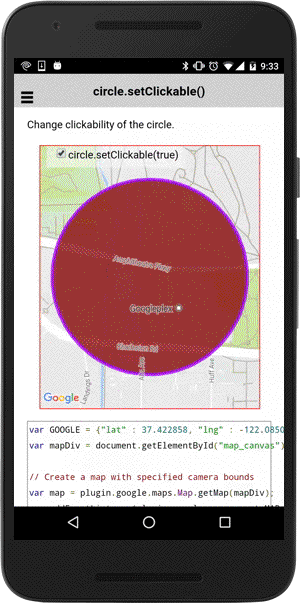 9:33
circle.setClickable()
Change clickability of the circle.
circle.setClickable(true)
Amphitheatre Pkwy
Googleplex
Charleston Rd
Landings Dr
Huff Ave
Google
var GOOGLE = {"lat" : 37.422858, "lng" : -122.0850
var mapDiv = document.getElementById("map_canvas")
// Create a map with specified camera bounds
var map = plugin.google.maps.Map.getMap(mapDiv);